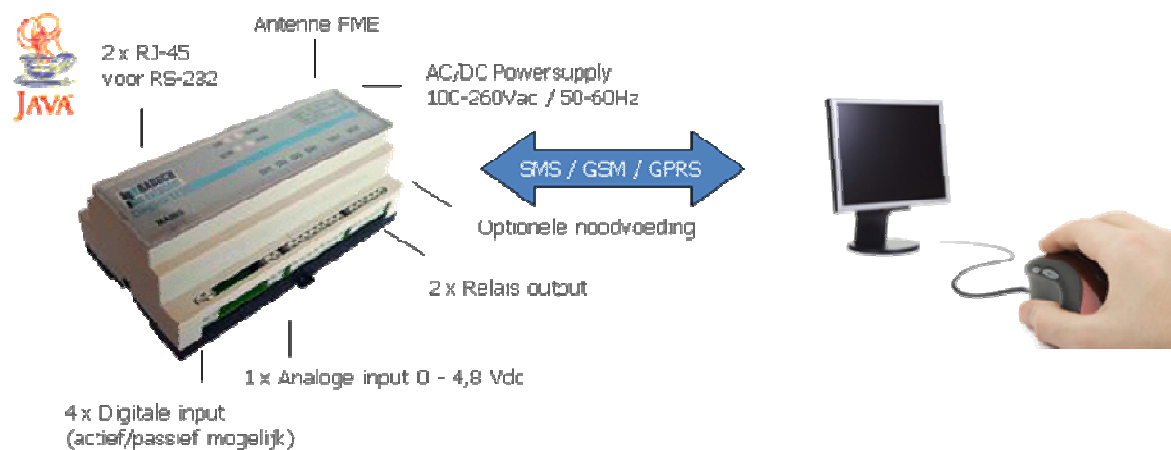 JAVA
2 x RJ-45
voor RS-232
Antenne FME
AC/DC Powersupply
100-260Vac / 50-60Hz
SMS / GSM / GPRS
Optionele noodvoeding
2 x Relais output
1 x Analoge input 0 - 4,8 Vdc
4 x Digitale input
(actief/passief mogelijk)